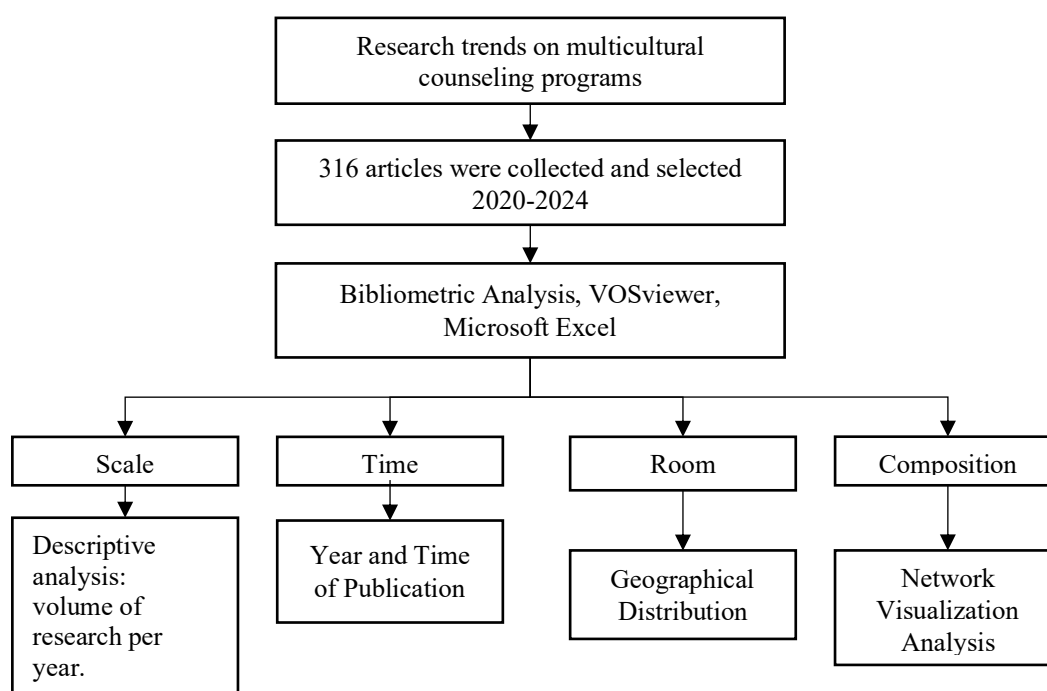 Research trends on multicultural
counseling programs
316 articles were collected and selected
2020-2024
Bibliometric Analysis, VOSviewer,
Microsoft Excel
Scale
Time
Room
Composition
Descriptive
analysis:
volume of
research per
year.
Year and Time
of Publication
Geographical
Distribution
Network
Visualization
Analysis